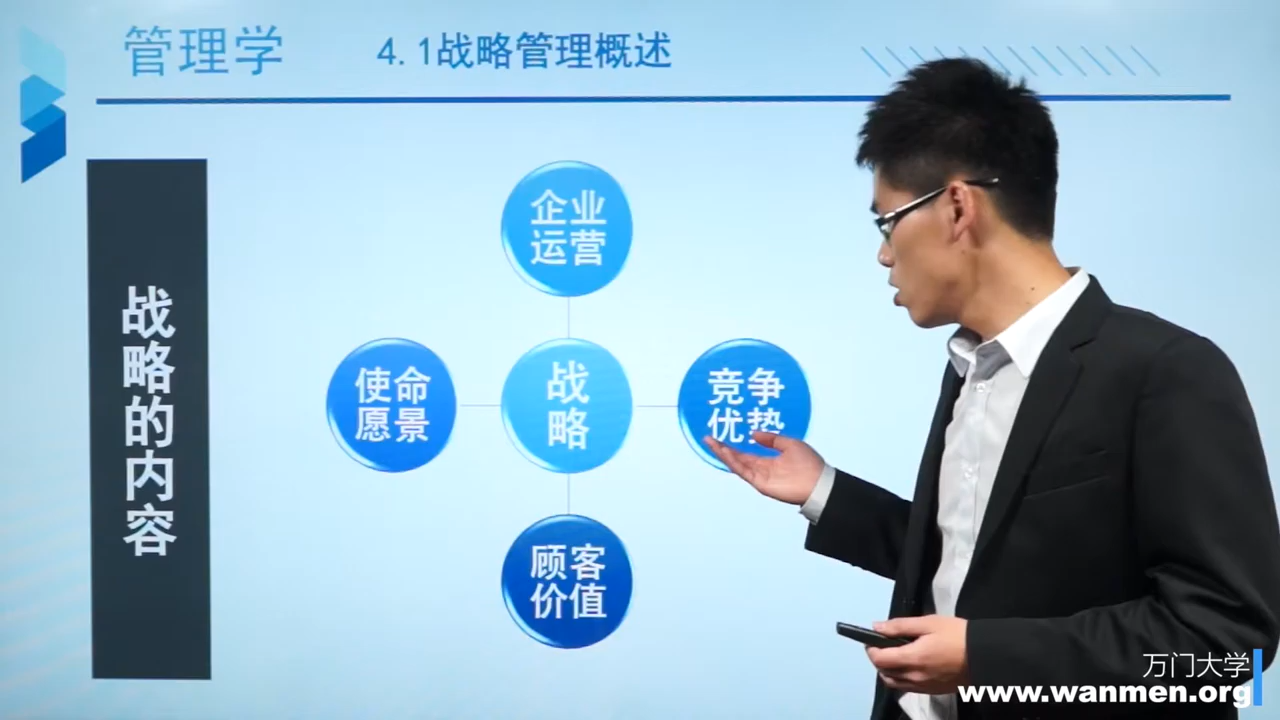 管理学
4.1战略管理概述
战略的内容
企业
运营
使命
愿景
战
略
竞争
优势
顾客
价值
万门大学
www.wanmen.org